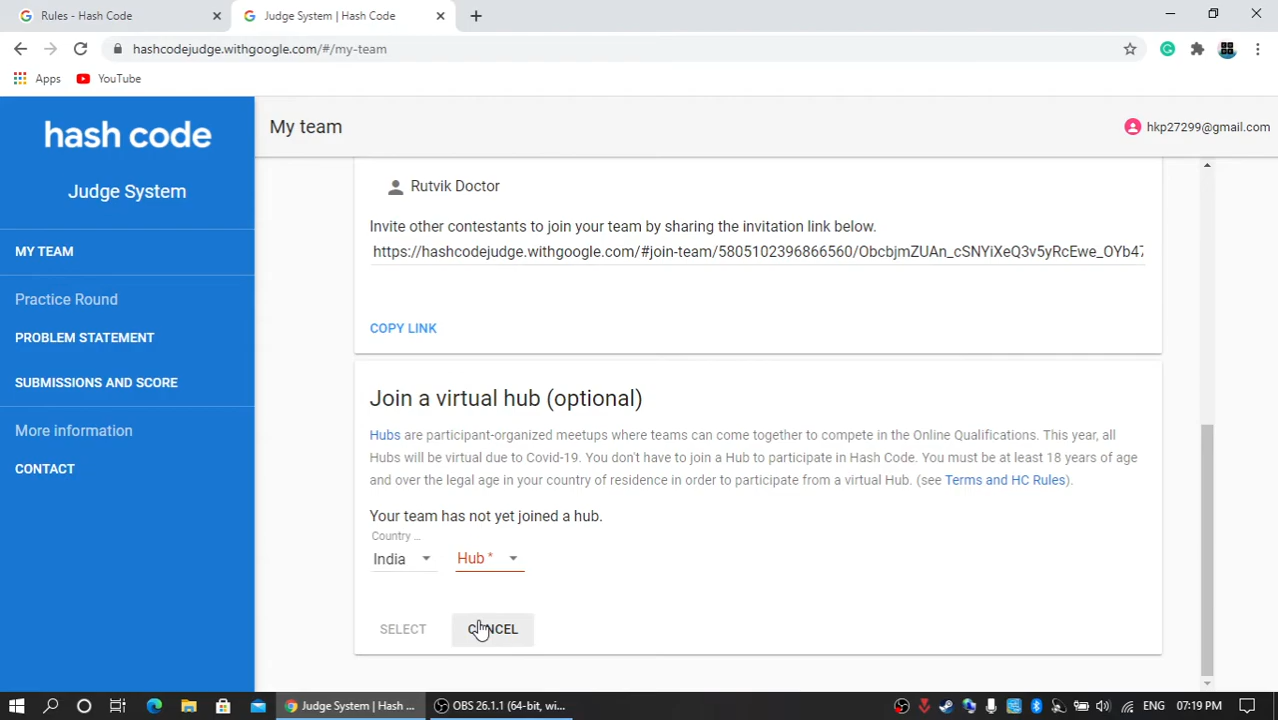 Rules - Hash Code
Judge System | Hash Code
hashcodejudge.withgoogle.com/#/my-team
Apps
YouTube
hash code
Judge System
MY TEAM
Practice Round
PROBLEM STATEMENT
SUBMISSIONS AND SCORE
More information
CONTACT
My team
hkp27299@gmail.com
Rutvik Doctor
Invite other contestants to join your team by sharing the invitation link below.
https://hashcodejudge.withgoogle.com/#join-team/5805102396866560/ObcbjmZUAn_cSNYiXeQ3v5yRcEwe_OYb47
COPY LINK
Join a virtual hub (optional)
Hubs are participant-organized meetups where teams can come together to compete in the Online Qualifications. This year, all
Hubs will be virtual due to Covid-19. You don't have to join a Hub to participate in Hash Code. You must be at least 18 years of age
and over the legal age in your country of residence in order to participate from a virtual Hub. (see Terms and HC Rules).
Your team has not yet joined a hub.
Country ...
India
Hub *
SELECT
CANCEL
Judge System | Hash ...
OBS 26.1.1 (64-bit, wi...
ENG
07:19 PM